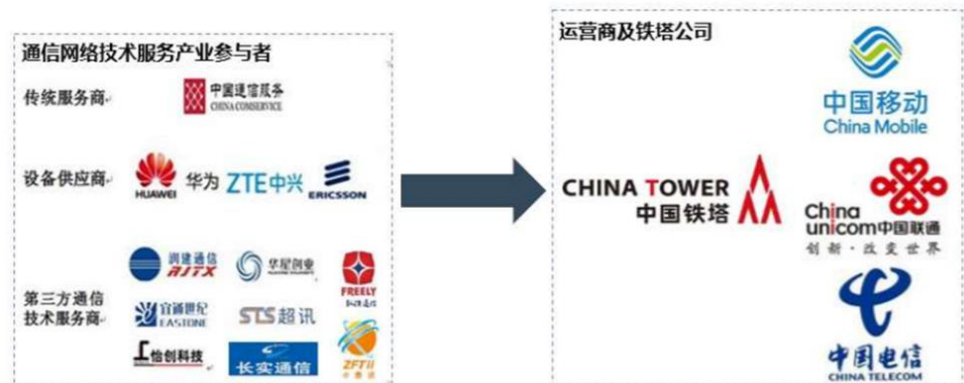 通信网络技术服务产业参与者
传统服务商
中国通信服务
CHINA COMSERVICE
设备供应商
HUAWEI
华为
ZTE中兴
ERICSSON
第三方通信
技术服务商
润建通信
RJTX
华星创业
FREELY
宜通世纪
EASTONE
STS超讯
怡创科技
长实通信
ZFTII
运营商及铁塔公司
中国移动
China Mobile
CHINA TOWER
中国铁塔
China
unicom中国联通
创新·改变世界
中国电信
CHINA TELECOM